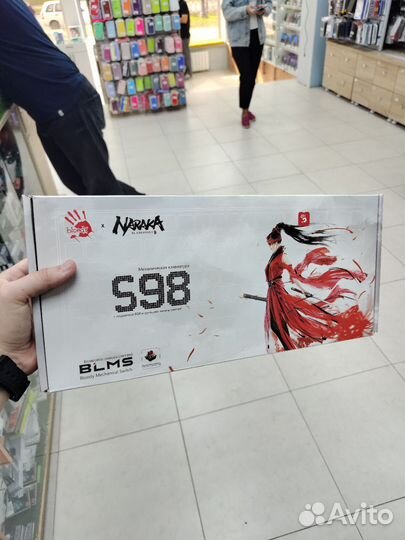 bloody x NARAKA
BLADEPOINT
Механическая клавиатура
S98
BLMS
Bloody Mechanical Switch
Avito